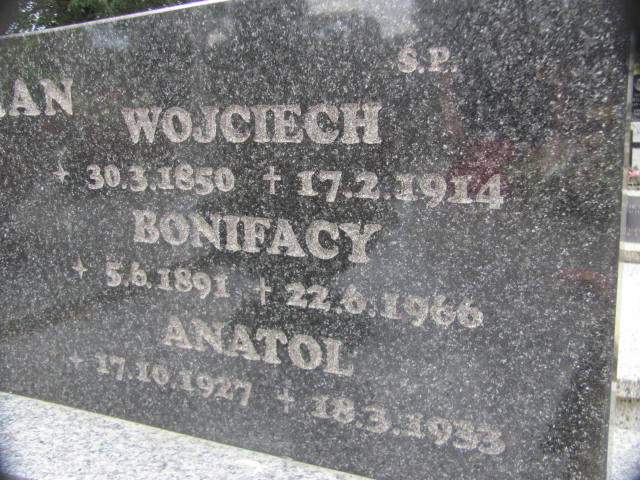 Ś.P.
WOJCIECH
+ 30.3.1850 † 17.2.1914
BONIFACY
+ 5.6.1891 † 22.6.1966
ANATOL
+ 17.10.1927 † 18.3.1933